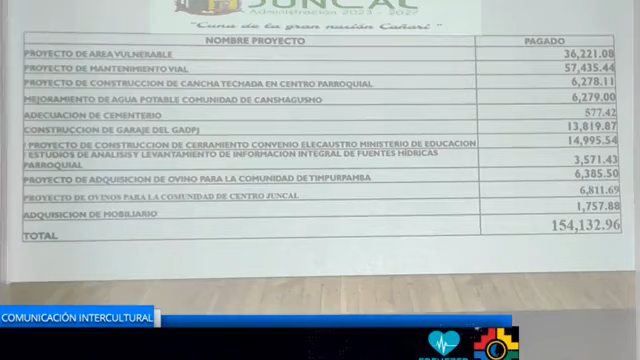 JUNCAL
Administración 2023 - 2027
"Cuna de la gran nación Cañari"
NOMBRE PROYECTO PAGADO
PROYECTO DE AREA VULNERABLE 36,221.08
PROYECTO DE MANTENIMIENTO VIAL 57,435.44
PROYECTO DE CONSTRUCCION DE CANCHA TECHADA EN CENTRO PARROQUIAL 6,278.11
MEJORAMIENTO DE AGUA POTABLE COMUNIDAD DE CANSHAGUSHO 6,279.00
ADECUACION DE CEMENTERIO 577.42
CONSTRUCCION DE GARAJE DEL GADPJ 13,819.87
PROYECTO DE CONSTRUCCION DE CERRAMIENTO CONVENIO ELECAUSTRO MINISTERIO DE EDUCACION 14,995.54
ESTUDIOS DE ANALISIS Y LEVANTAMIENTO DE INFORMACION INTEGRAL DE FUENTES HÍDRICAS
PARROQUIAL 3,571.43
PROYECTO DE ADQUISICION DE OVINO PARA LA COMUNIDAD DE TIMPURPAMBA 6,385.50
PROYECTO DE OVINOS PARA LA COMUNIDAD DE CENTRO JUNCAL 6,811.69
ADQUISICION DE MOBILIARIO 1,757.88
TOTAL 154,132.96
COMUNICACIÓN INTERCULTURAL